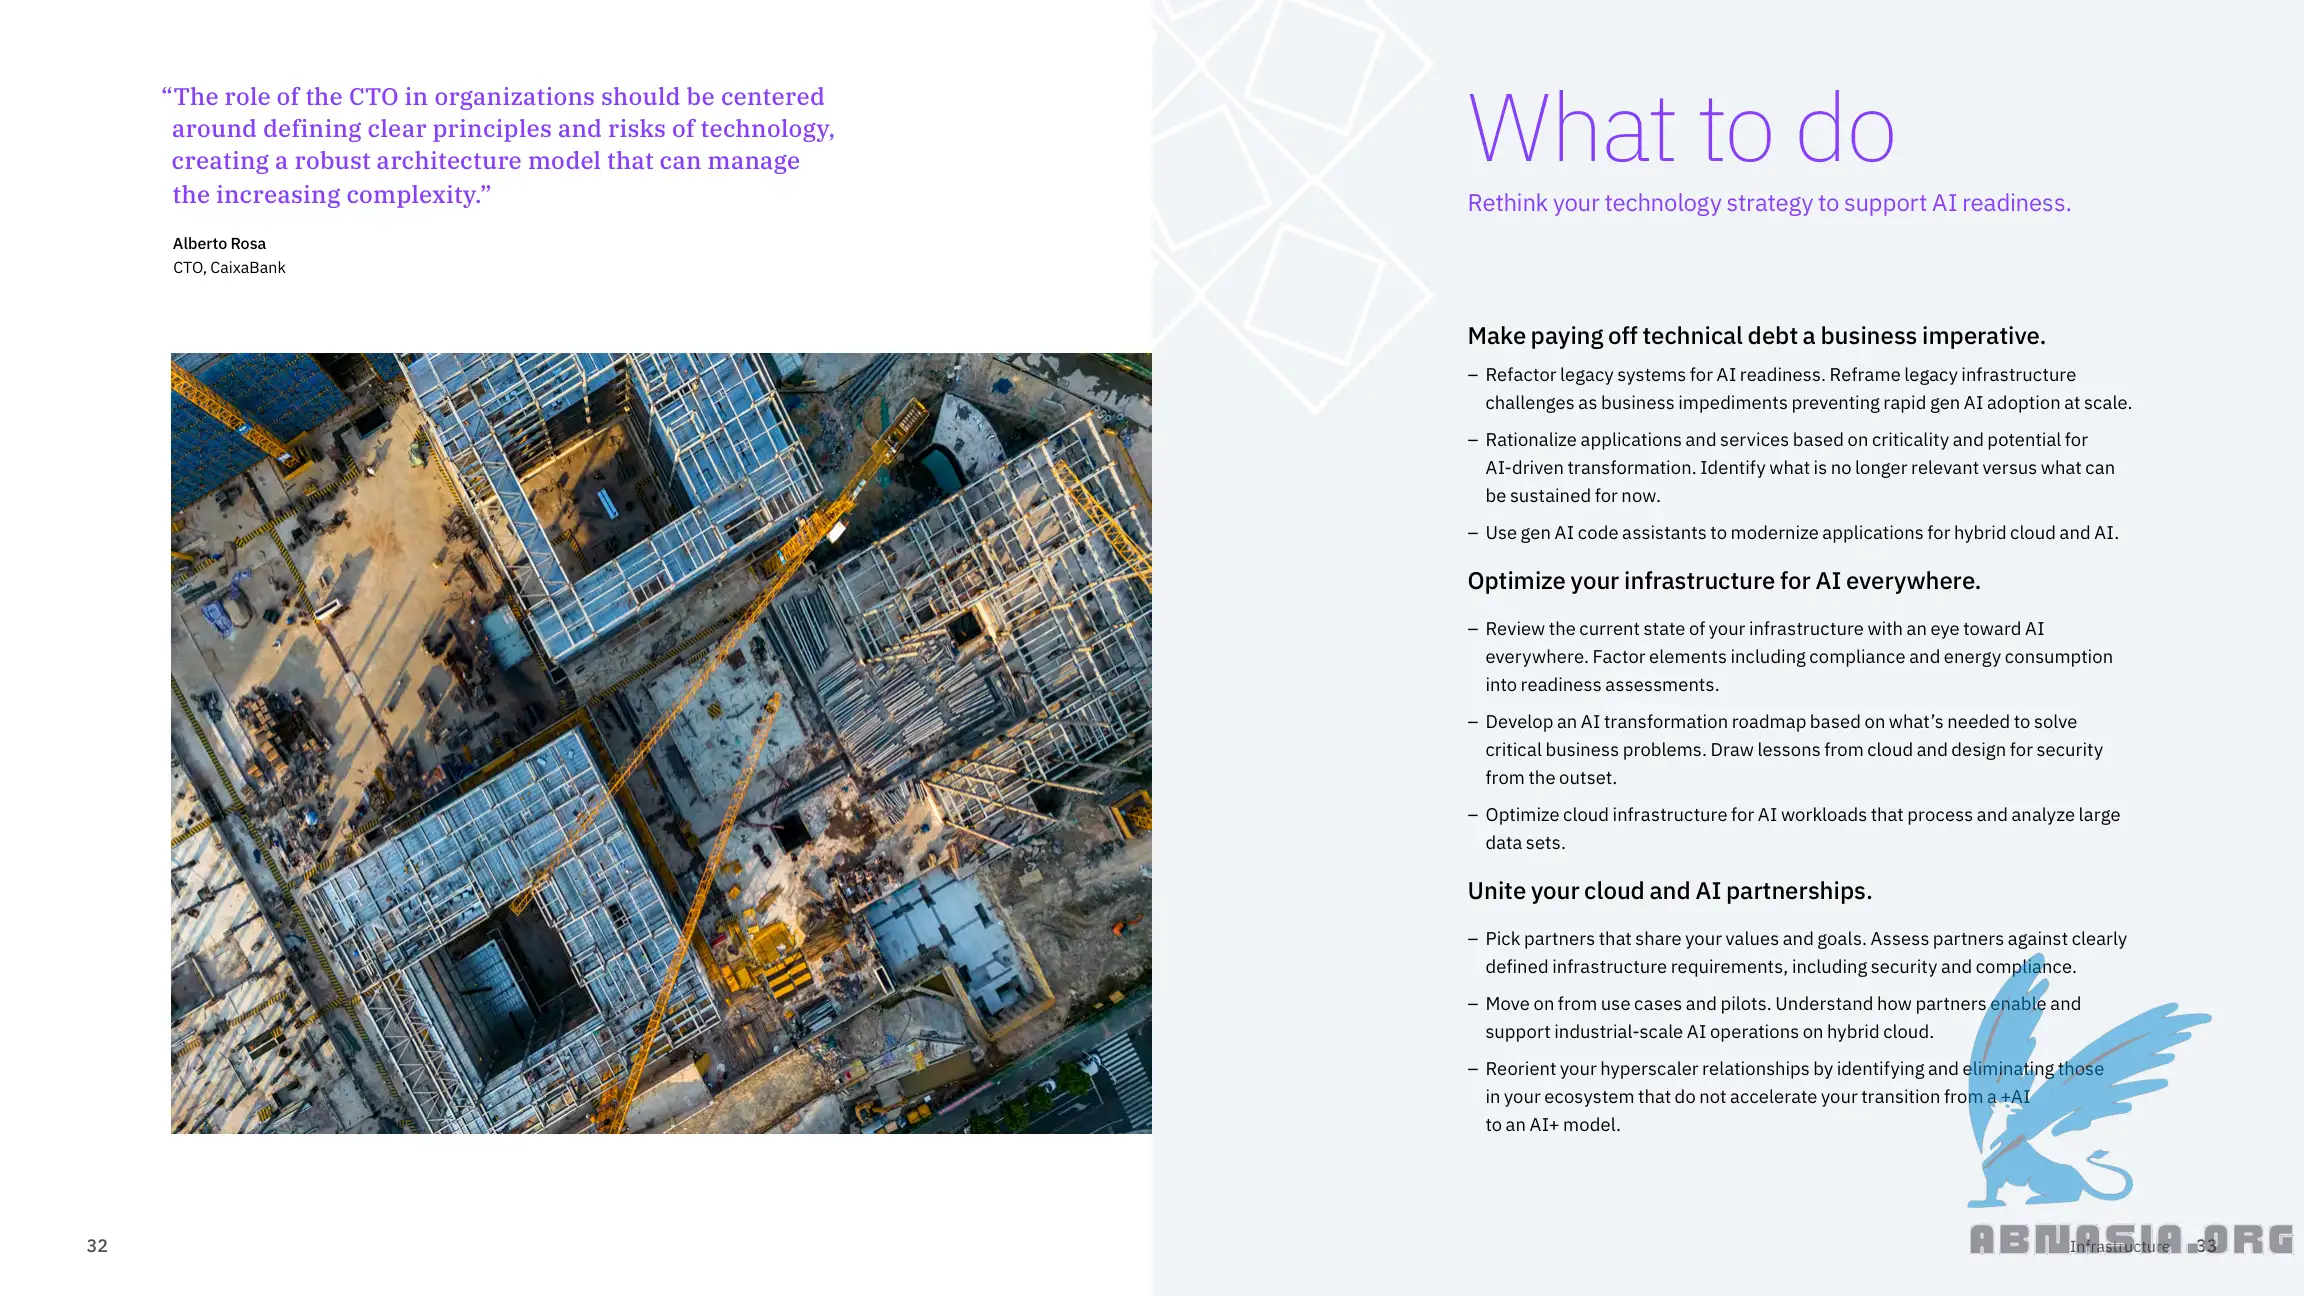 “The role of the CTO in organizations should be centered
around defining clear principles and risks of technology,
creating a robust architecture model that can manage
the increasing complexity.”
Alberto Rosa
CTO, CaixaBank
32
What to do
Rethink your technology strategy to support AI readiness.
Make paying off technical debt a business imperative.
– Refactor legacy systems for AI readiness. Reframe legacy infrastructure
challenges as business impediments preventing rapid gen AI adoption at scale.
– Rationalize applications and services based on criticality and potential for
AI-driven transformation. Identify what is no longer relevant versus what can
be sustained for now.
– Use gen AI code assistants to modernize applications for hybrid cloud and AI.
Optimize your infrastructure for AI everywhere.
– Review the current state of your infrastructure with an eye toward AI
everywhere. Factor elements including compliance and energy consumption
into readiness assessments.
– Develop an AI transformation roadmap based on what’s needed to solve
critical business problems. Draw lessons from cloud and design for security
from the outset.
– Optimize cloud infrastructure for AI workloads that process and analyze large
data sets.
Unite your cloud and AI partnerships.
– Pick partners that share your values and goals. Assess partners against clearly
defined infrastructure requirements, including security and compliance.
– Move on from use cases and pilots. Understand how partners enable and
support industrial-scale AI operations on hybrid cloud.
– Reorient your hyperscaler relationships by identifying and eliminating those
in your ecosystem that do not accelerate your transition from a +AI
to an AI+ model.
Infrastructure 33
ABNASIA.ORG